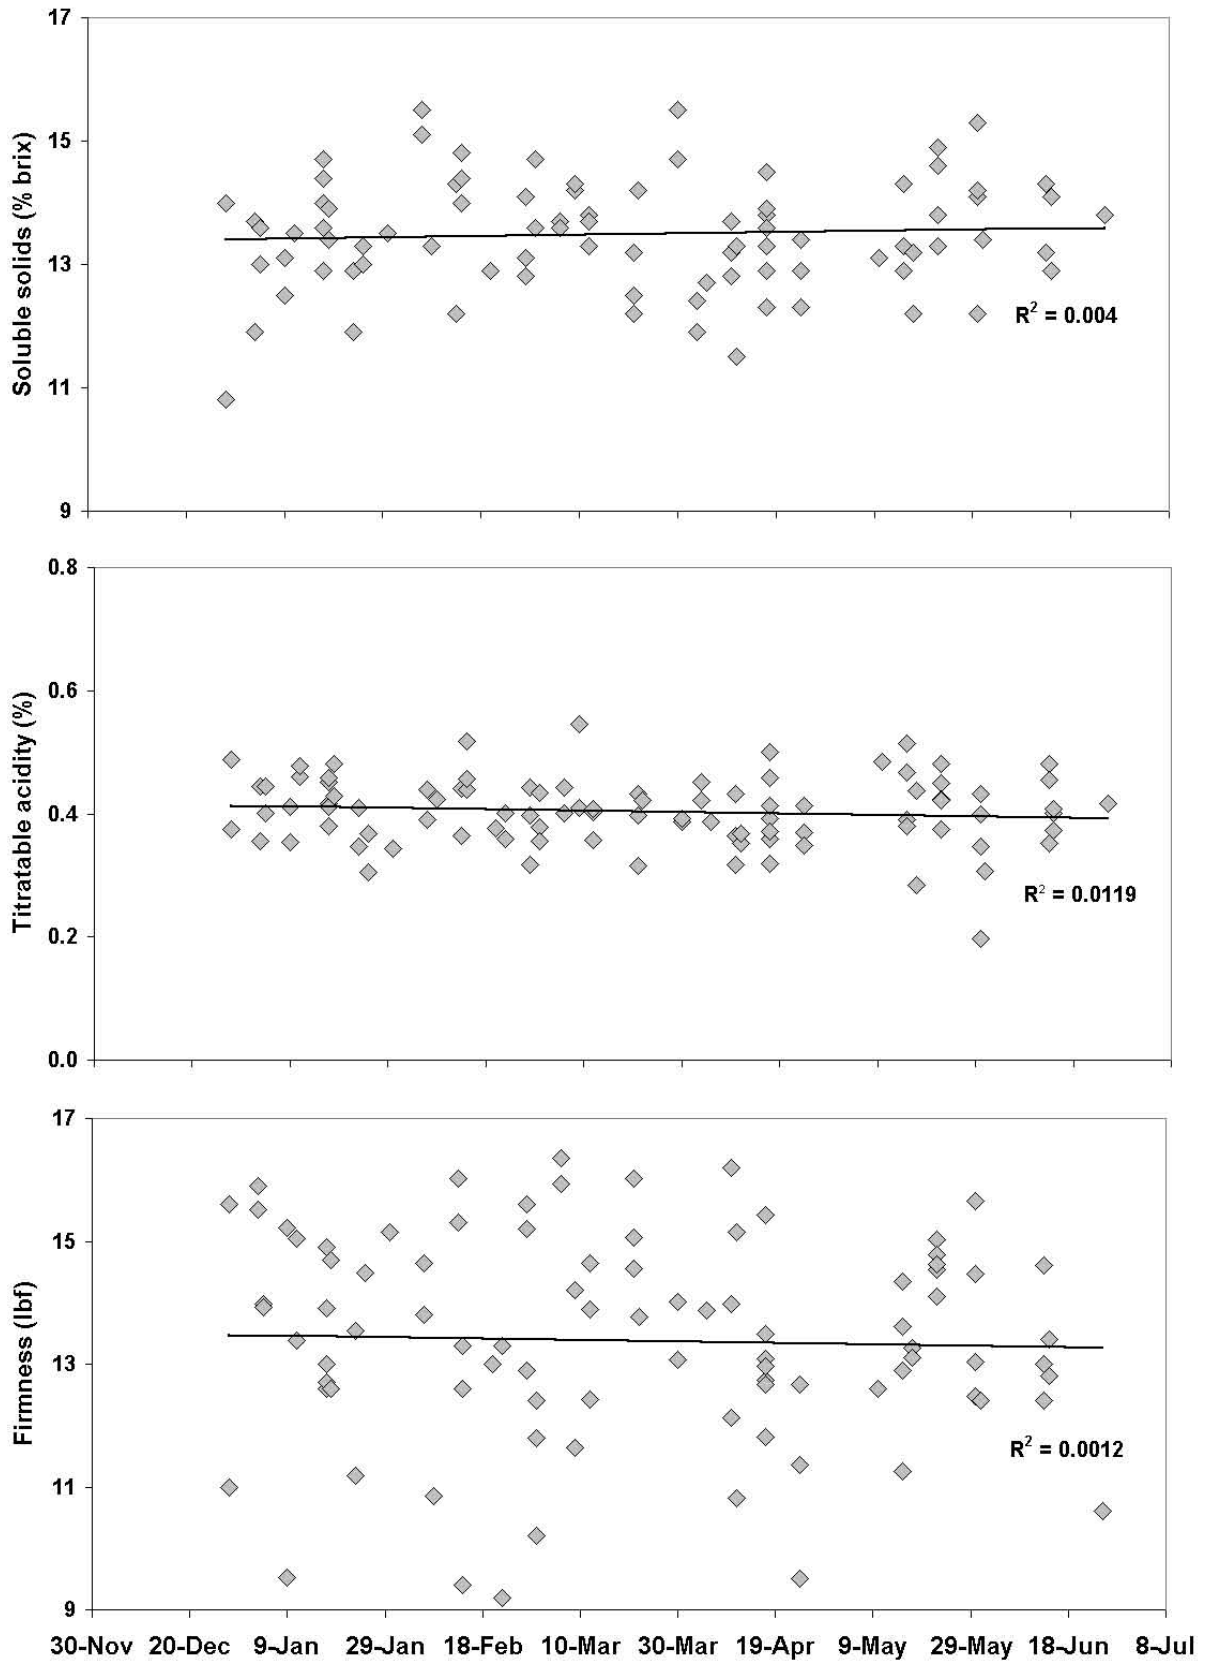 17
15
13
11
9
Soluble solids (% brix)
R² = 0.004
0.8
0.6
0.4
0.2
0.0
Titratable acidity (%)
R² = 0.0119
17
15
13
11
9
Firmness (lbf)
R² = 0.0012
30-Nov 20-Dec 9-Jan 29-Jan 18-Feb 10-Mar 30-Mar 19-Apr 9-May 29-May 18-Jun 8-Jul